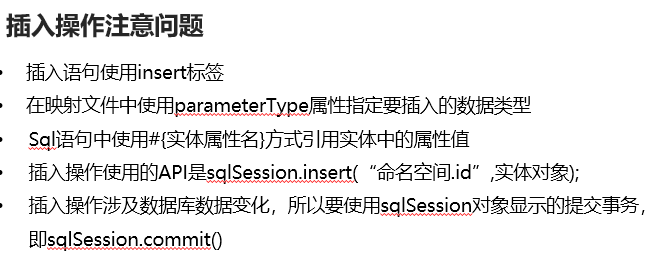 插入操作注意问题
• 插入语句使用insert标签
• 在映射文件中使用parameterType属性指定要插入的数据类型
• Sql语句中使用#{实体属性名}方式引用实体中的属性值
• 插入操作使用的API是sqlSession.insert(“命名空间.id”,实体对象);
• 插入操作涉及数据库数据变化，所以要使用sqlSession对象显示的提交事务，
即sqlSession.commit()